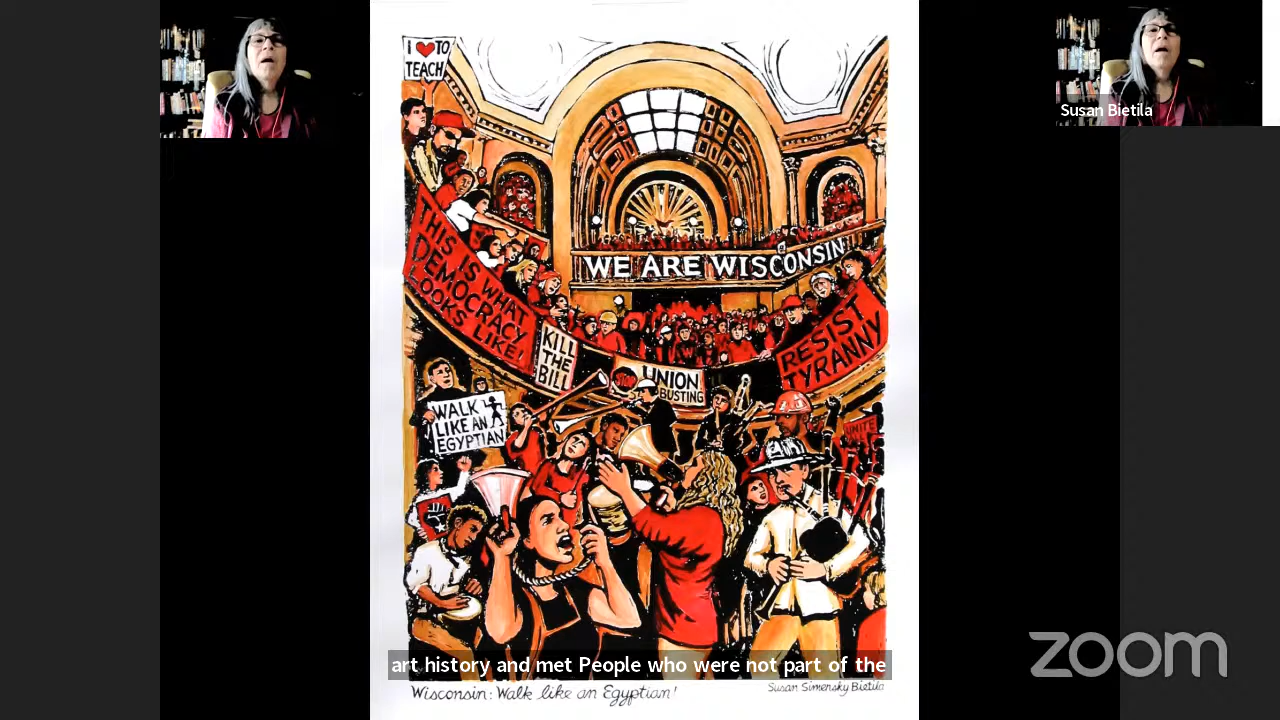 I ❤ TO
TEACH
Susan Bietila
WE ARE WISCONSIN
THIS IS WHAT
DEMOCRACY
LOOKS LIKE!
KILL
THE
BILL
STOP UNION
BUSTING
RESIST
TYRANNY
WALK
LIKE AN
EGYPTIAN
UNITE
zoom
art history and met People who were not part of the
Wisconsin: Walk like an Egyptian!
Susan Simensky Bietila